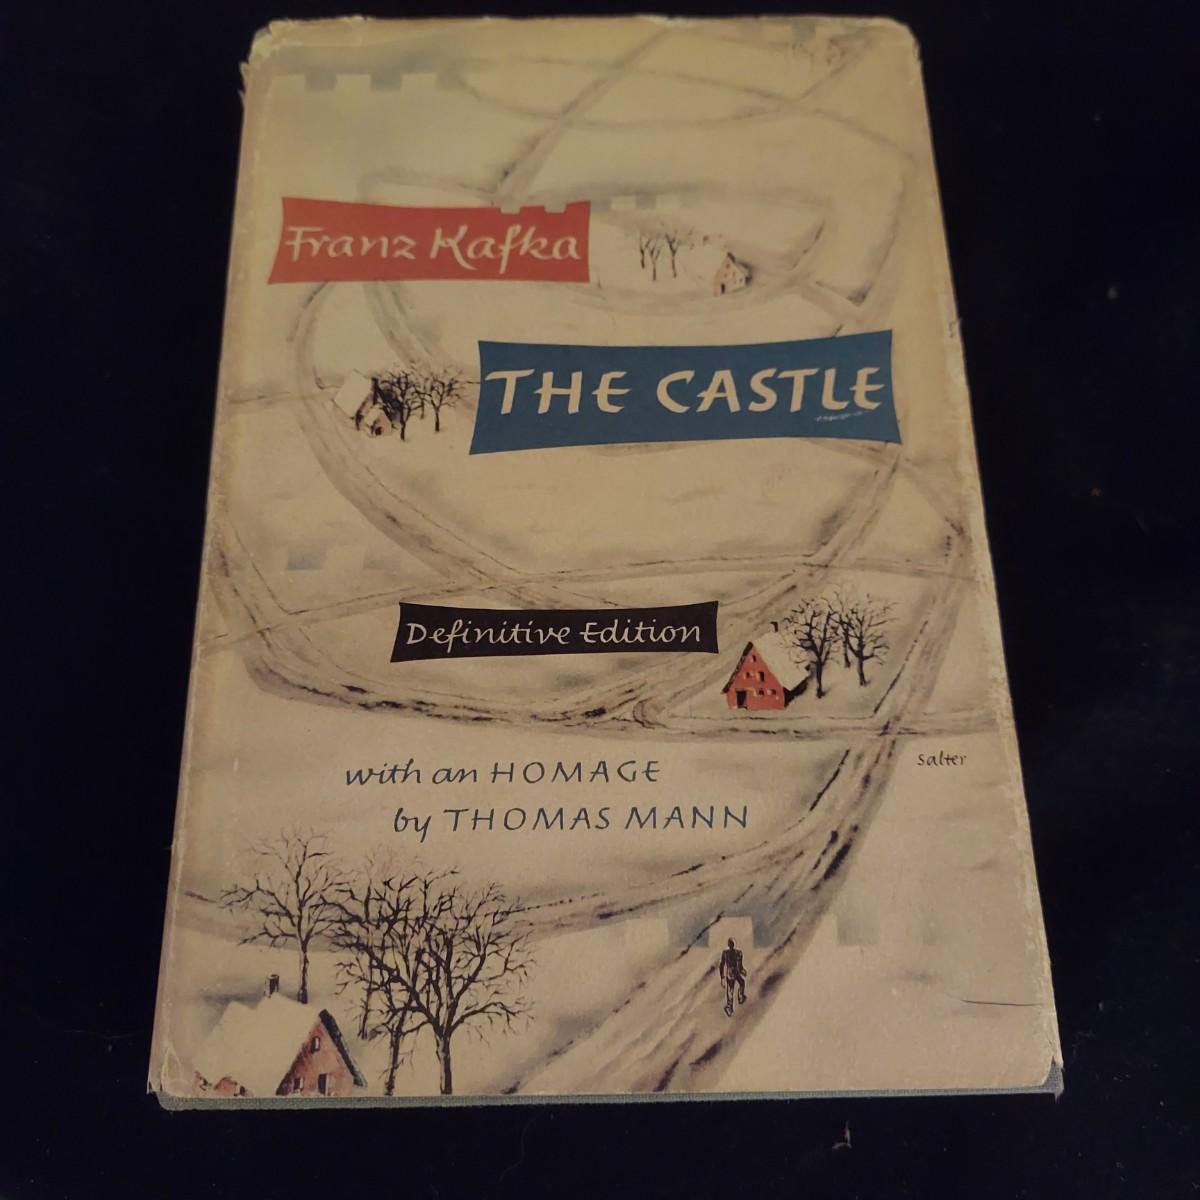 Franz Kafka
THE CASTLE
Definitive Edition
Salter
with an HOMAGE
by THOMAS MANN